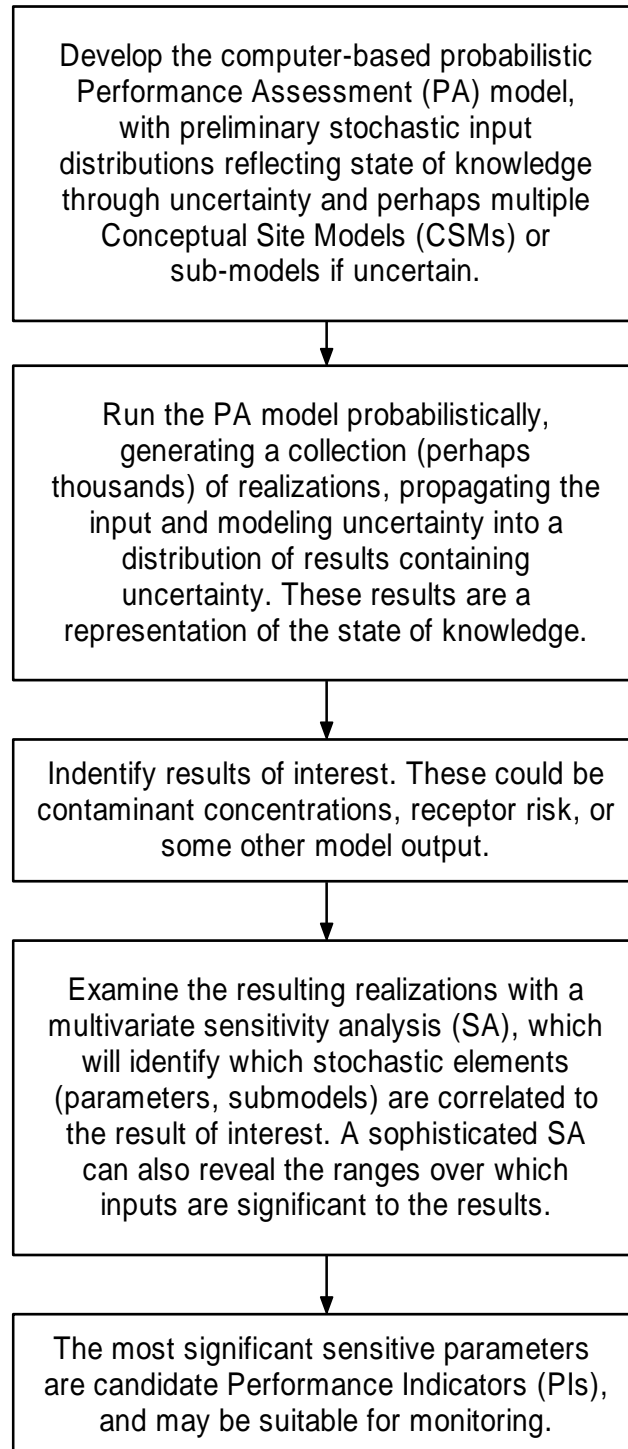 Develop the computer-based probabilistic
Performance Assessment (PA) model,
with preliminary stochastic input
distributions reflecting state of knowledge
through uncertainty and perhaps multiple
Conceptual Site Models (CSMs) or
sub-models if uncertain.
Run the PA model probabilistically,
generating a collection (perhaps
thousands) of realizations, propagating the
input and modeling uncertainty into a
distribution of results containing
uncertainty. These results are a
representation of the state of knowledge.
Indentify results of interest. These could be
contaminant concentrations, receptor risk, or
some other model output.
Examine the resulting realizations with a
multivariate sensitivity analysis (SA), which
will identify which stochastic elements
(parameters, submodels) are correlated to
the result of interest. A sophisticated SA
can also reveal the ranges over which
inputs are significant to the results.
The most significant sensitive parameters
are candidate Performance Indicators (PIs),
and may be suitable for monitoring.